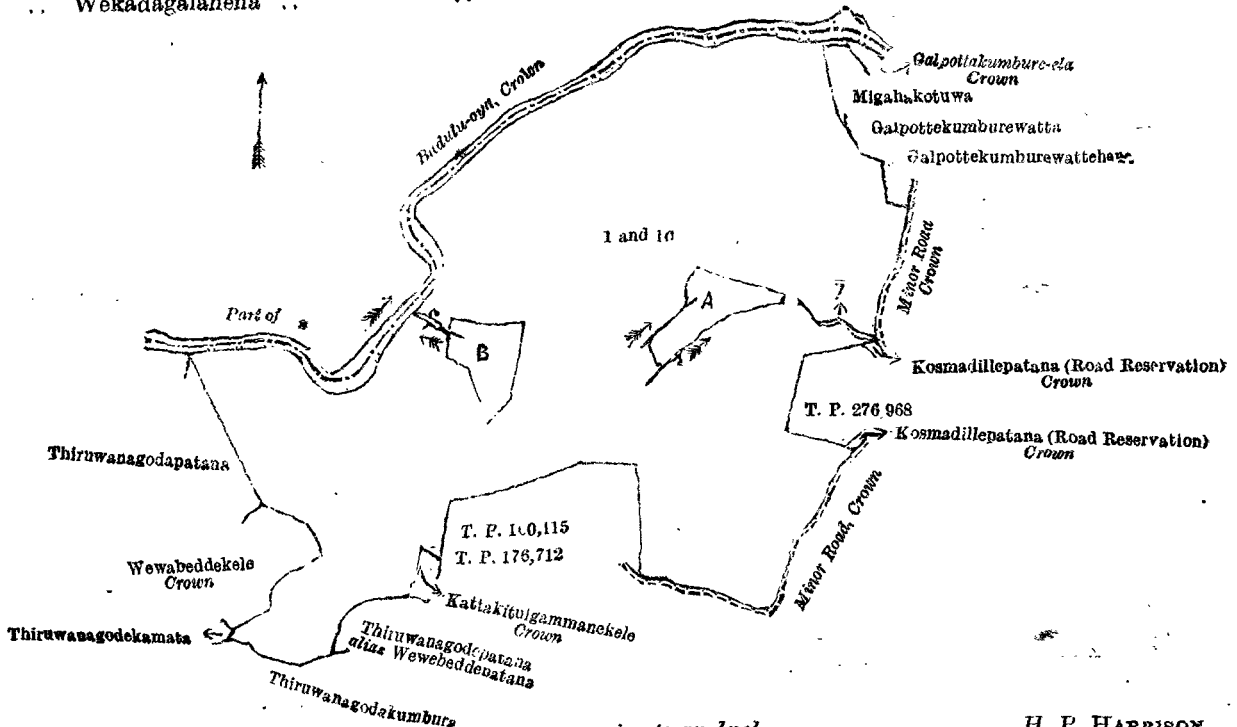 .. Wekadagalahena ..
Galpottakumbure-ela
Crown
Migahakotuwa
Galpottekumburewatta
Galpottekumburewattehena
Badulu-oya, Crown
1 and 10
Minor Road
Crown
A
7
Part of
B
Kosmadillepatana (Road Reservation)
Crown
T. P. 276,968
Kosmadillepatana (Road Reservation)
Crown
Thiruwanagodapatana
Minor Road, Crown
T. P. 176,712
Wewabeddekele
Crown
Kattakitulgammanekele
Crown
Thiruwanagodekamata
Thiruwanagodepatana
alias Wewebeddepatana
Thiruwanagodakumbura
H. P. HARRISON